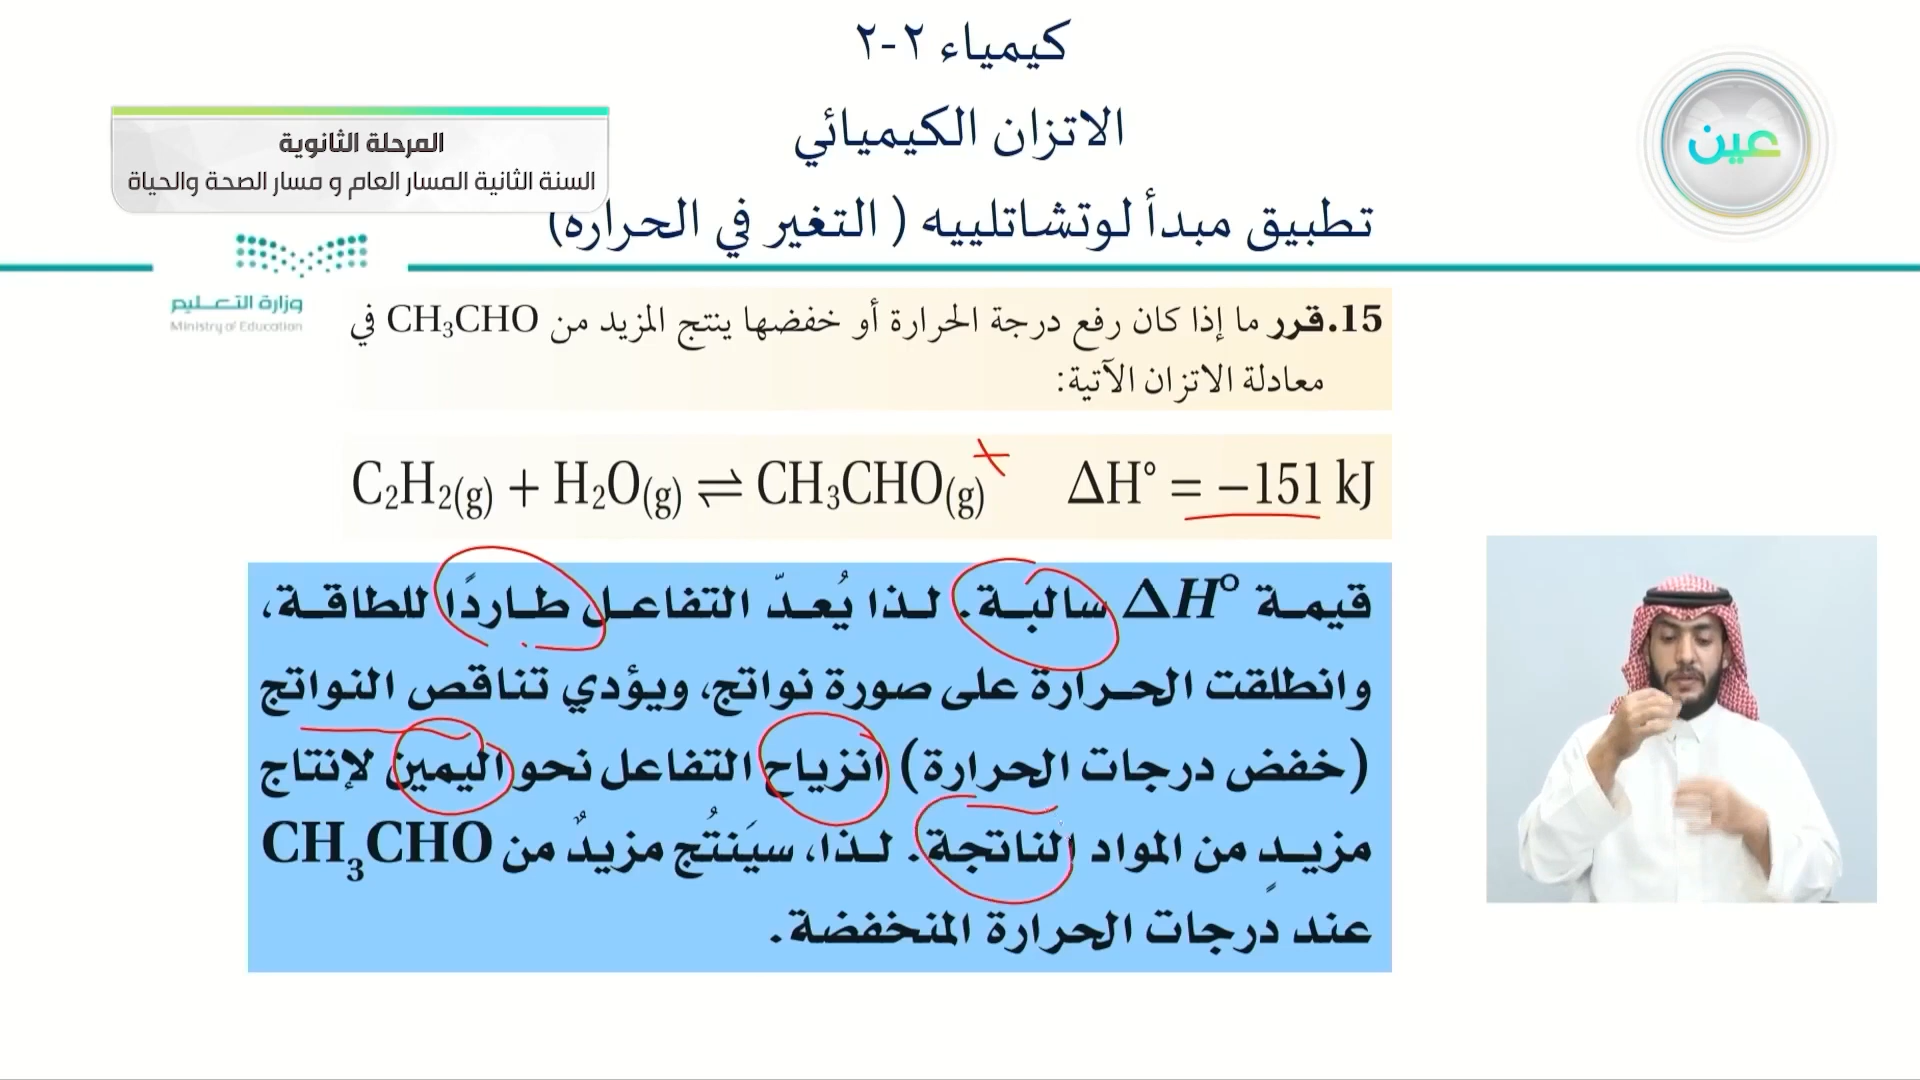 كيمياء ٢-٢
الاتزان الكيميائي
تطبيق مبدأ لوتشاتلييه ( التغير في الحراره)
عين
المرحلة الثانوية
السنة الثانية المسار العام و مسار الصحة والحياة
وزارة التعليم
Ministry of Education
15. قرر ما إذا كان رفع درجة الحرارة أو خفضها ينتج المزيد من CH₃CHO في
معادلة الاتزان الآتية:
C₂H₂(g) + H₂O(g) ⇌ CH₃CHO(g) ΔH° = −151 kJ
قيمة ΔH° سالبة. لذا يُعدّ التفاعل طاردًا للطاقة،
وانطلقت الحرارة على صورة نواتج، ويؤدي تناقص النواتج
(خفض درجات الحرارة) انزياح التفاعل نحو اليمين لإنتاج
مزيدٍ من المواد الناتجة. لذا، سيَنتُج مزيدٌ من CH₃CHO
عند درجات الحرارة المنخفضة.